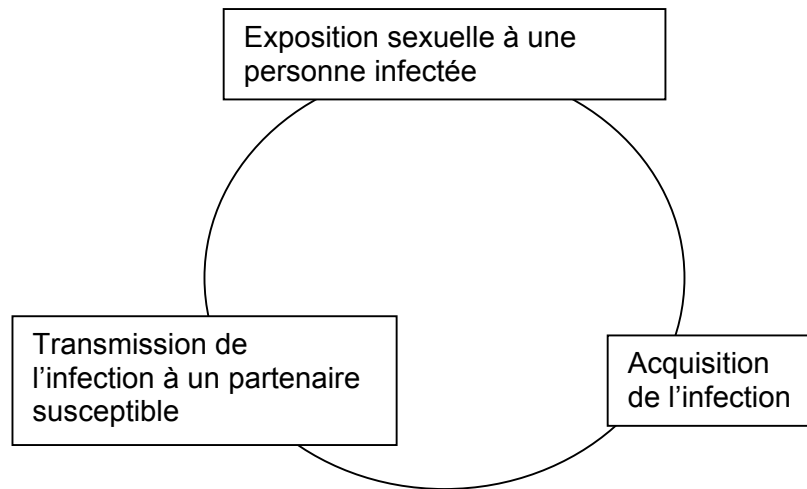 Exposition sexuelle à une
personne infectée
Transmission de
l’infection à un partenaire
susceptible
Acquisition
de l’infection